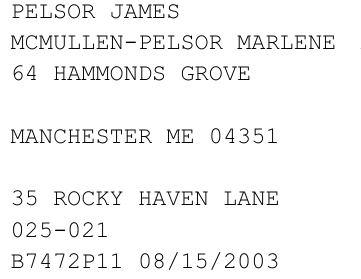 PELSOR JAMES
MCMULLEN-PELSOR MARLENE
64 HAMMONDS GROVE
MANCHESTER ME 04351
35 ROCKY HAVEN LANE
025-021
B7472P11 08/15/2003